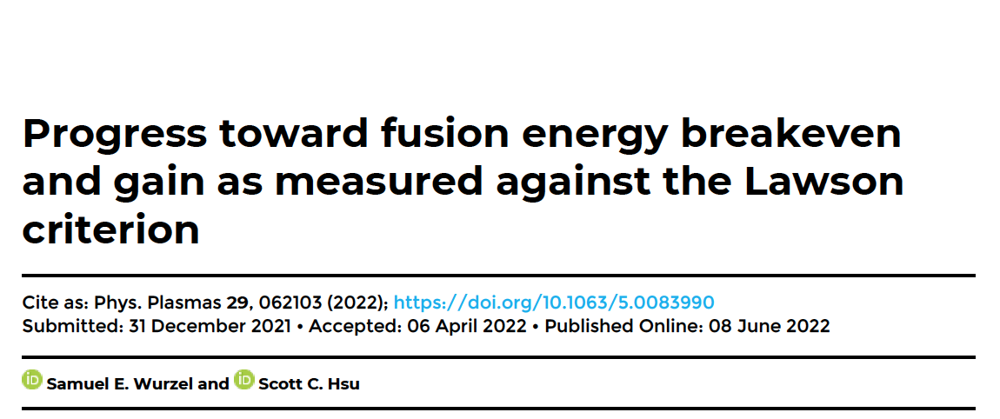 Progress toward fusion energy breakeven
and gain as measured against the Lawson
criterion
Cite as: Phys. Plasmas 29, 062103 (2022); https://doi.org/10.1063/5.0083990
Submitted: 31 December 2021 • Accepted: 06 April 2022 • Published Online: 08 June 2022
iD Samuel E. Wurzel and iD Scott C. Hsu